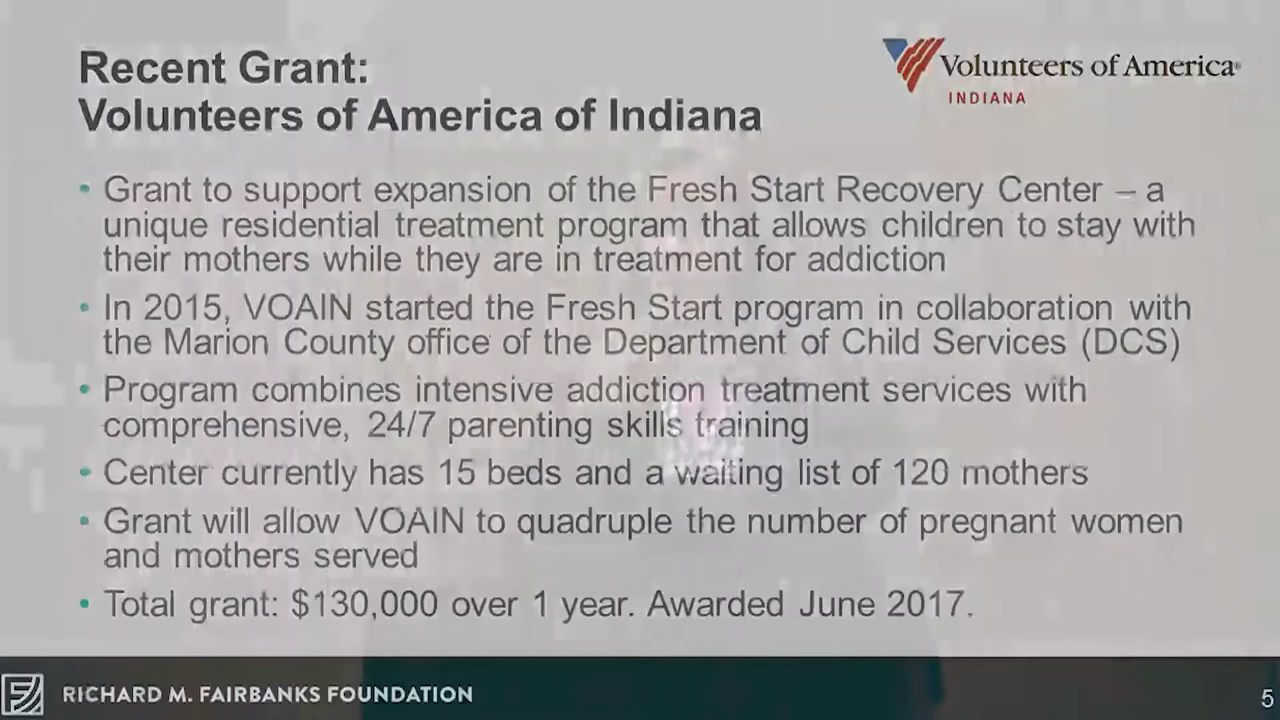 Recent Grant:
Volunteers of America of Indiana
Volunteers of America®
INDIANA
• Grant to support expansion of the Fresh Start Recovery Center – a
unique residential treatment program that allows children to stay with
their mothers while they are in treatment for addiction
• In 2015, VOAIN started the Fresh Start program in collaboration with
the Marion County office of the Department of Child Services (DCS)
• Program combines intensive addiction treatment services with
comprehensive, 24/7 parenting skills training
• Center currently has 15 beds and a waiting list of 120 mothers
• Grant will allow VOAIN to quadruple the number of pregnant women
and mothers served
• Total grant: $130,000 over 1 year. Awarded June 2017.
RICHARD M. FAIRBANKS FOUNDATION
5